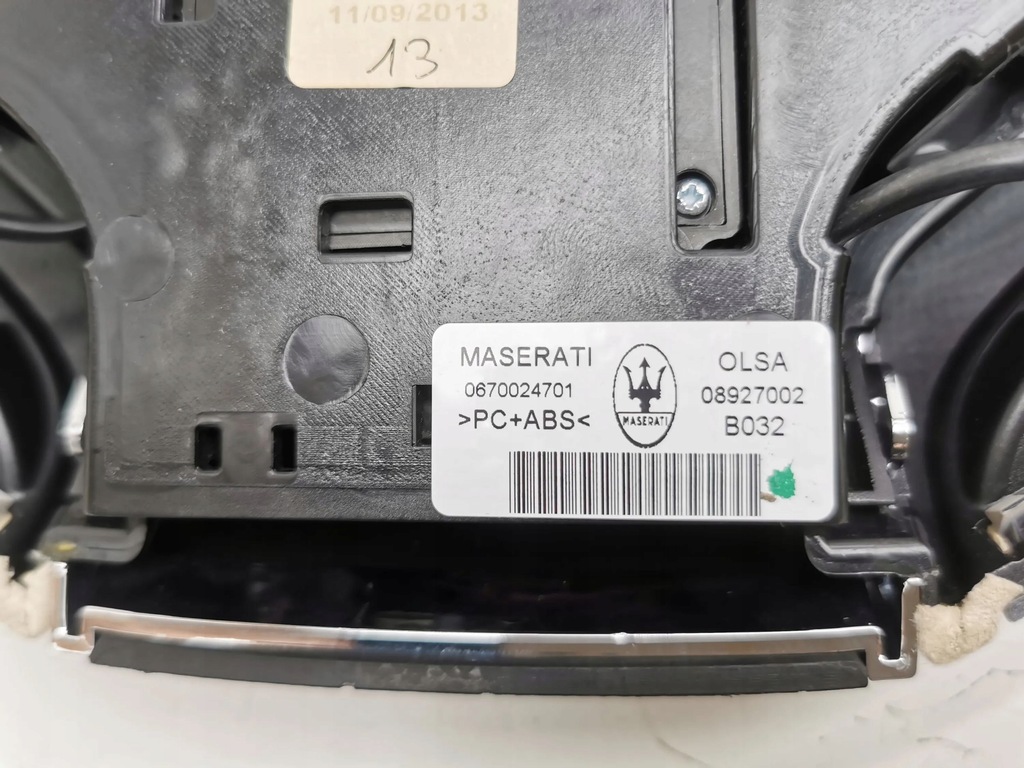 11/09/2013
13
MASERATI
0670024701
>PC+ABS<
MASERATI
OLSA
08927002
B032